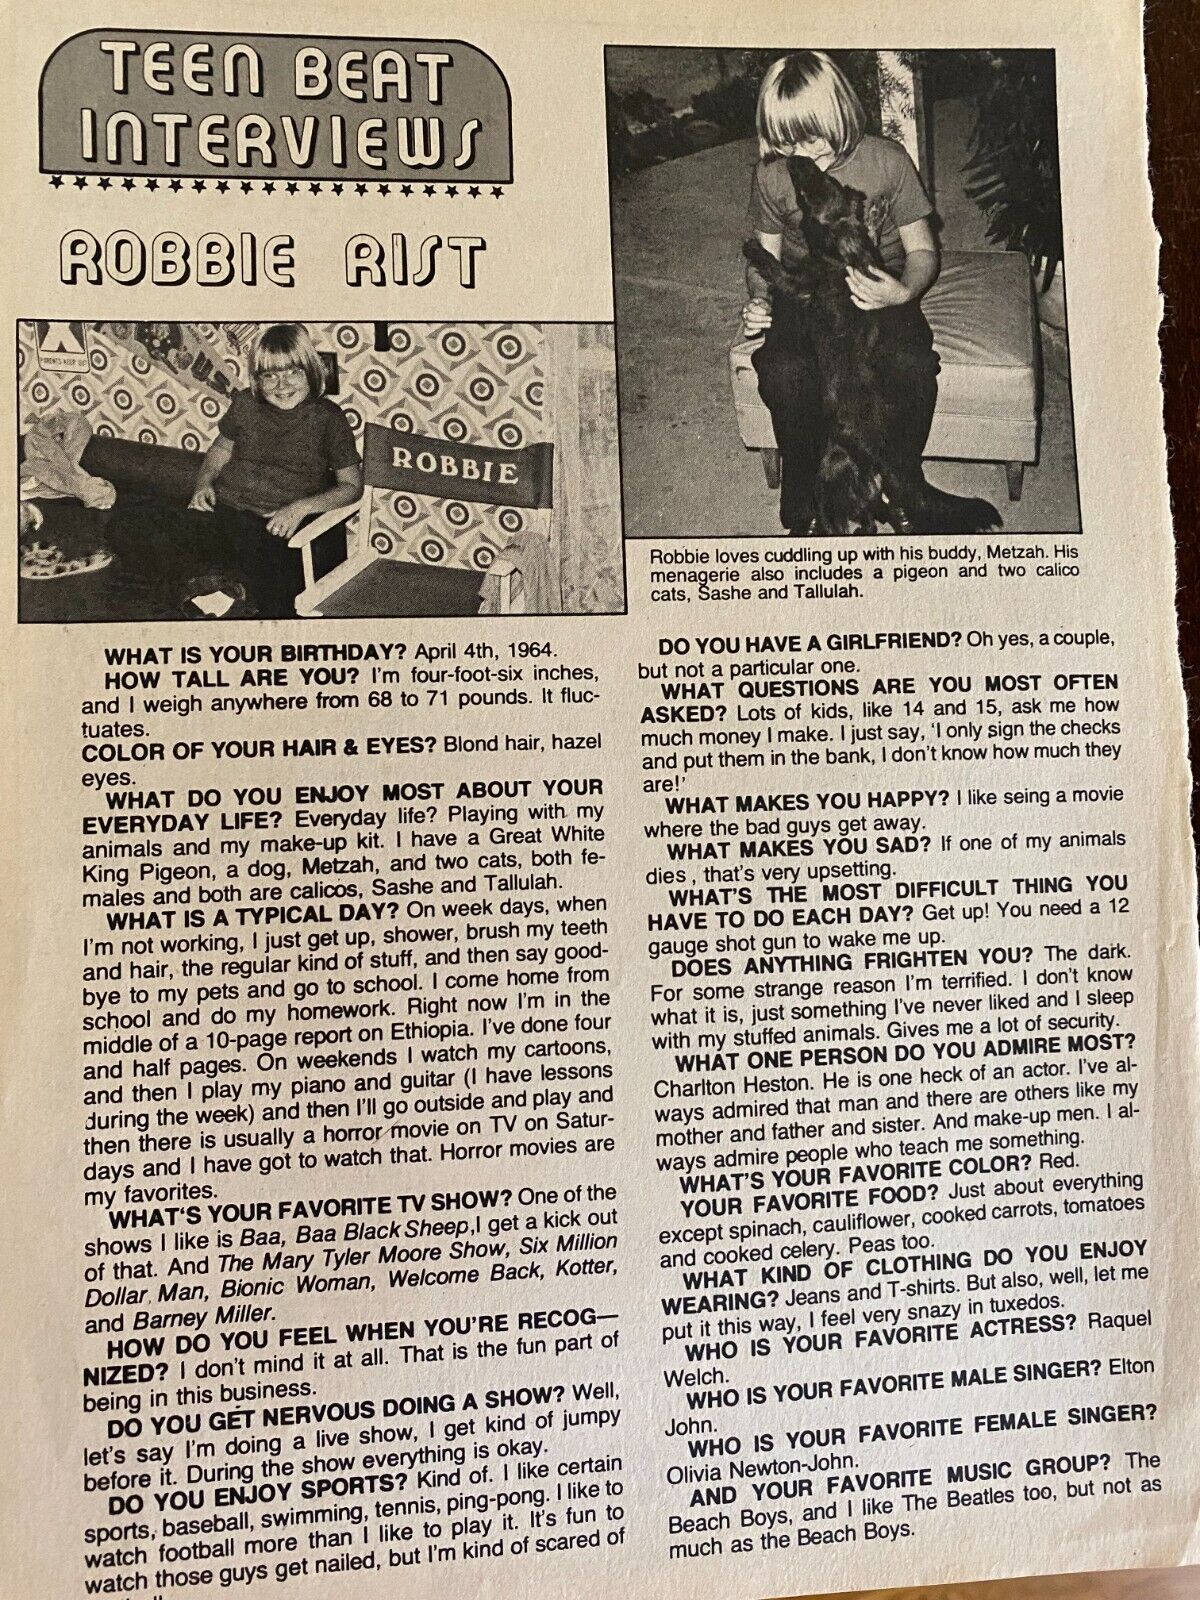 TEEN BEAT
INTERVIEWS
ROBBIE RIST
PARENTS KEEP OUT
ROBBIE
Robbie loves cuddling up with his buddy, Metzah. His
menagerie also includes a pigeon and two calico
cats, Sashe and Tallulah.
WHAT IS YOUR BIRTHDAY? April 4th, 1964.
HOW TALL ARE YOU? I'm four-foot-six inches,
and I weigh anywhere from 68 to 71 pounds. It fluc-
tuates.
COLOR OF YOUR HAIR & EYES? Blond hair, hazel
eyes.
WHAT DO YOU ENJOY MOST ABOUT YOUR
EVERYDAY LIFE? Everyday life? Playing with my
animals and my make-up kit. I have a Great White
King Pigeon, a dog, Metzah, and two cats, both fe-
males and both are calicos, Sashe and Tallulah.
WHAT IS A TYPICAL DAY? On week days, when
I'm not working, I just get up, shower, brush my teeth
and hair, the regular kind of stuff, and then say good-
bye to my pets and go to school. I come home from
school and do my homework. Right now I'm in the
middle of a 10-page report on Ethiopia. I've done four
and half pages. On weekends I watch my cartoons,
and then I play my piano and guitar (I have lessons
during the week) and then I'll go outside and play and
then there is usually a horror movie on TV on Satur-
days and I have got to watch that. Horror movies are
my favorites.
WHAT'S YOUR FAVORITE TV SHOW? One of the
shows I like is Baa, Baa Black Sheep, I get a kick out
of that. And The Mary Tyler Moore Show, Six Million
Dollar Man, Bionic Woman, Welcome Back, Kotter,
and Barney Miller.
HOW DO YOU FEEL WHEN YOU'RE RECOG—
NIZED? I don't mind it at all. That is the fun part of
being in this business.
DO YOU GET NERVOUS DOING A SHOW? Well,
let's say I'm doing a live show, I get kind of jumpy
before it. During the show everything is okay.
DO YOU ENJOY SPORTS? Kind of. I like certain
sports, baseball, swimming, tennis, ping-pong. I like to
watch football more than I like to play it. It's fun to
watch those guys get nailed, but I'm kind of scared of
DO YOU HAVE A GIRLFRIEND? Oh yes, a couple,
but not a particular one.
WHAT QUESTIONS ARE YOU MOST OFTEN
ASKED? Lots of kids, like 14 and 15, ask me how
much money I make. I just say, 'I only sign the checks
and put them in the bank, I don't know how much they
are!'
WHAT MAKES YOU HAPPY? I like seing a movie
where the bad guys get away.
WHAT MAKES YOU SAD? If one of my animals
dies , that's very upsetting.
WHAT'S THE MOST DIFFICULT THING YOU
HAVE TO DO EACH DAY? Get up! You need a 12
gauge shot gun to wake me up.
DOES ANYTHING FRIGHTEN YOU? The dark.
For some strange reason I'm terrified. I don't know
what it is, just something I've never liked and I sleep
with my stuffed animals. Gives me a lot of security.
WHAT ONE PERSON DO YOU ADMIRE MOST?
Charlton Heston. He is one heck of an actor. I've al-
ways admired that man and there are others like my
mother and father and sister. And make-up men. I al-
ways admire people who teach me something.
WHAT'S YOUR FAVORITE COLOR? Red.
YOUR FAVORITE FOOD? Just about everything
except spinach, cauliflower, cooked carrots, tomatoes
and cooked celery. Peas too.
WHAT KIND OF CLOTHING DO YOU ENJOY
WEARING? Jeans and T-shirts. But also, well, let me
put it this way, I feel very snazy in tuxedos.
WHO IS YOUR FAVORITE ACTRESS? Raquel
Welch.
WHO IS YOUR FAVORITE MALE SINGER? Elton
John.
WHO IS YOUR FAVORITE FEMALE SINGER?
Olivia Newton-John.
AND YOUR FAVORITE MUSIC GROUP? The
Beach Boys, and I like The Beatles too, but not as
much as the Beach Boys.